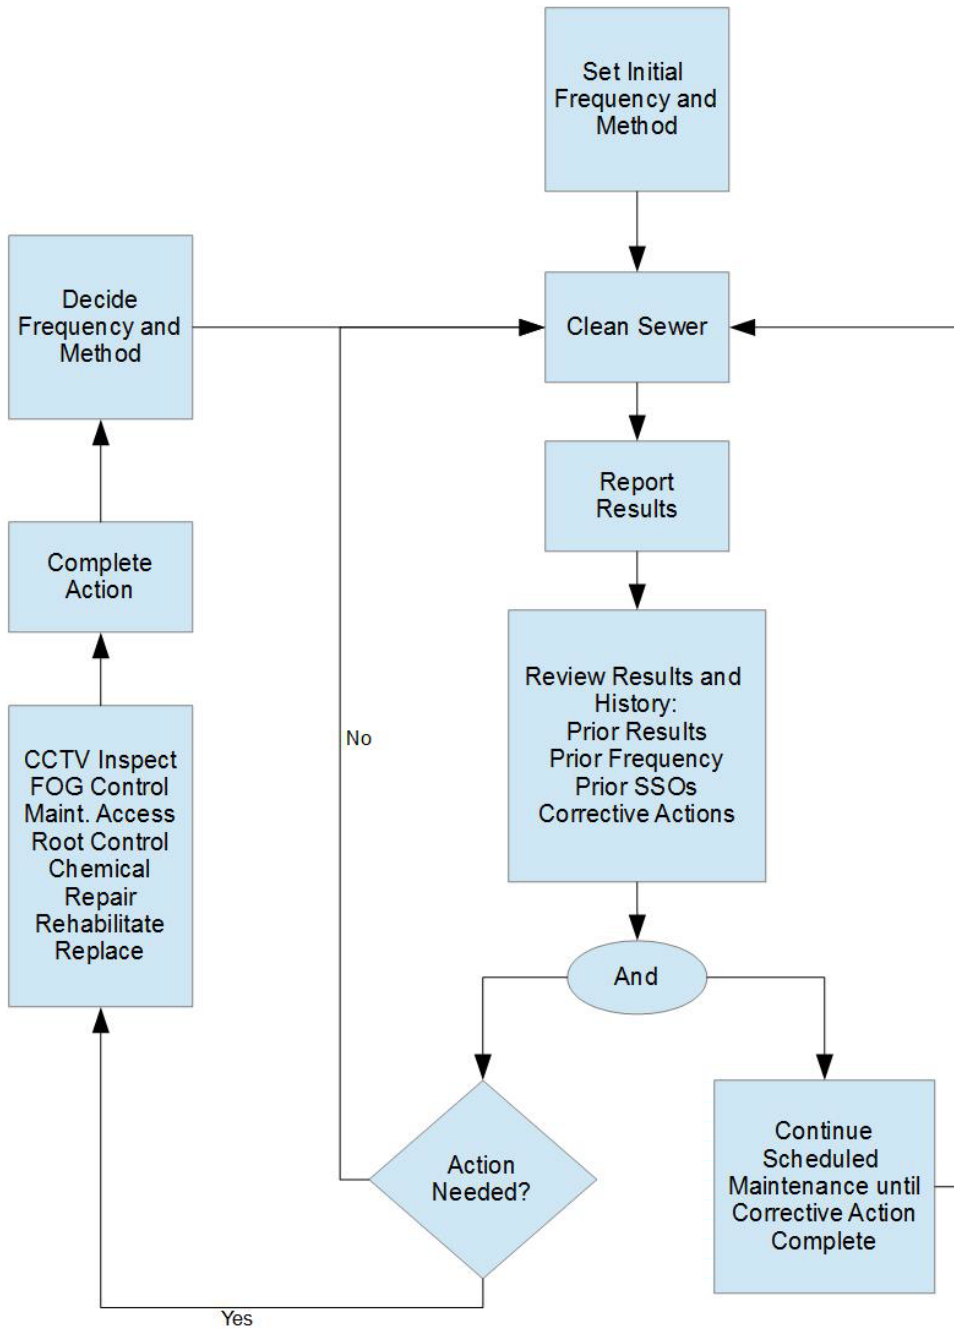 Set Initial
Frequency and
Method
Decide
Frequency and
Method
Clean Sewer
Report
Results
Complete
Action
Review Results and
History:
Prior Results
Prior Frequency
Prior SSOs
Corrective Actions
CCTV Inspect
FOG Control
Maint. Access
Root Control
Chemical
Repair
Rehabilitate
Replace
No
And
Action
Needed?
Continue
Scheduled
Maintenance until
Corrective Action
Complete
Yes